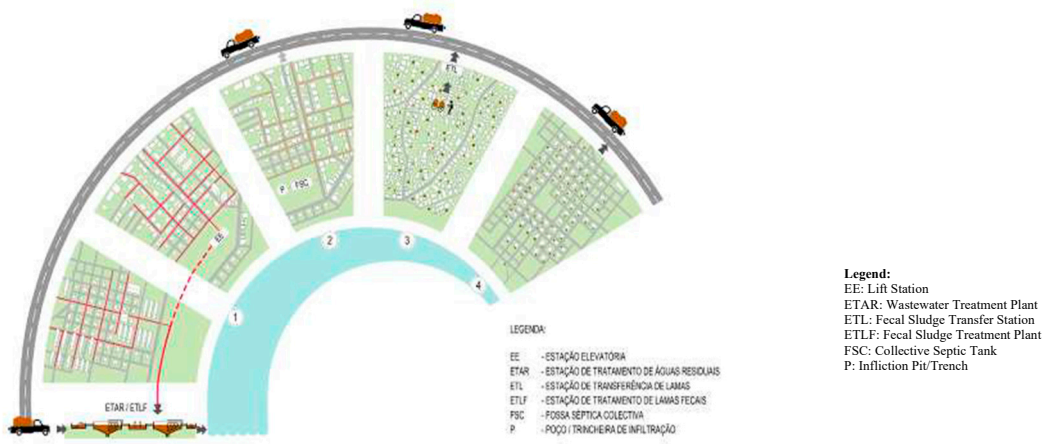 ETL
P
FSC
EE
2
3
4
1
ETAR / ETLF
LEGENDA:
EE - ESTAÇÃO ELEVATÓRIA
ETAR - ESTAÇÃO DE TRATAMENTO DE ÁGUAS RESIDUAIS
ETL - ESTAÇÃO DE TRANSFERÊNCIA DE LAMAS
ETLF - ESTAÇÃO DE TRATAMENTO DE LAMAS FECAIS
FSC - FOSSA SÉPTICA COLECTIVA
P - POÇO / TRINCHEIRA DE INFILTRAÇÃO
Legend:
EE: Lift Station
ETAR: Wastewater Treatment Plant
ETL: Fecal Sludge Transfer Station
ETLF: Fecal Sludge Treatment Plant
FSC: Collective Septic Tank
P: Infliction Pit/Trench